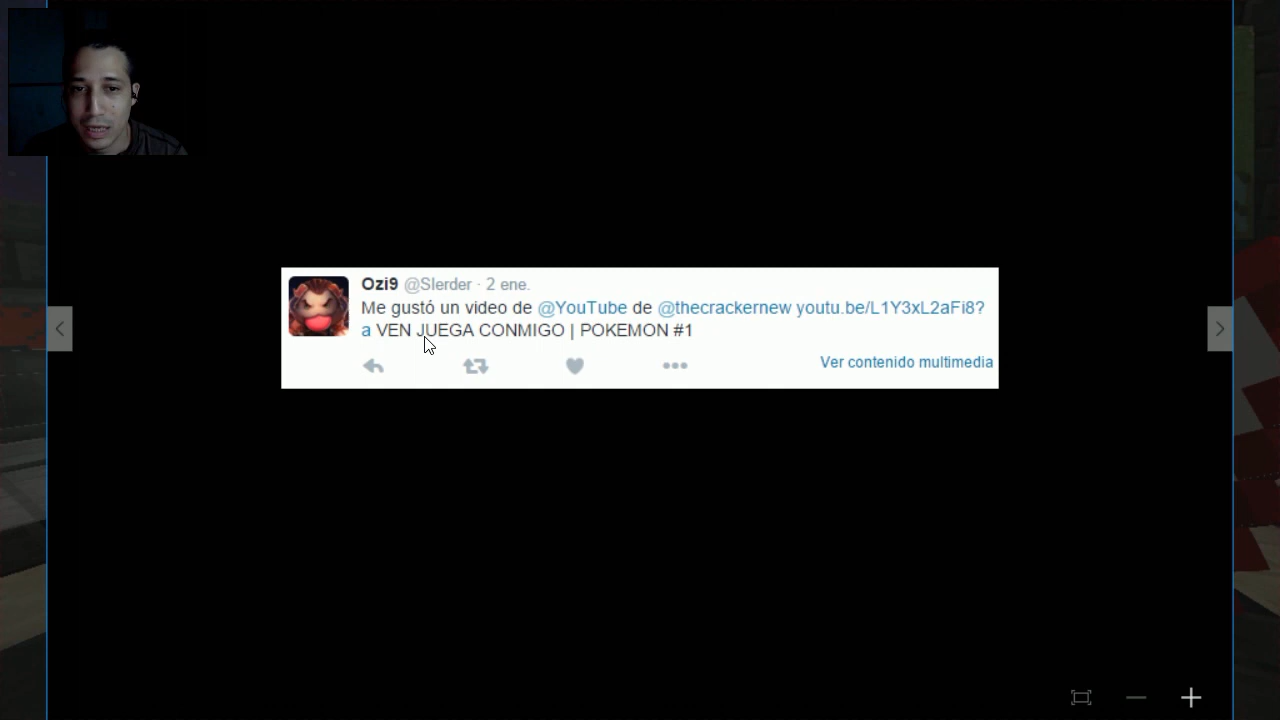 Ozi9 @Slerder · 2 ene.
Me gustó un video de @YouTube de @thecrackernew youtu.be/L1Y3xL2aFi8?
a VEN JUEGA CONMIGO | POKEMON #1
Ver contenido multimedia